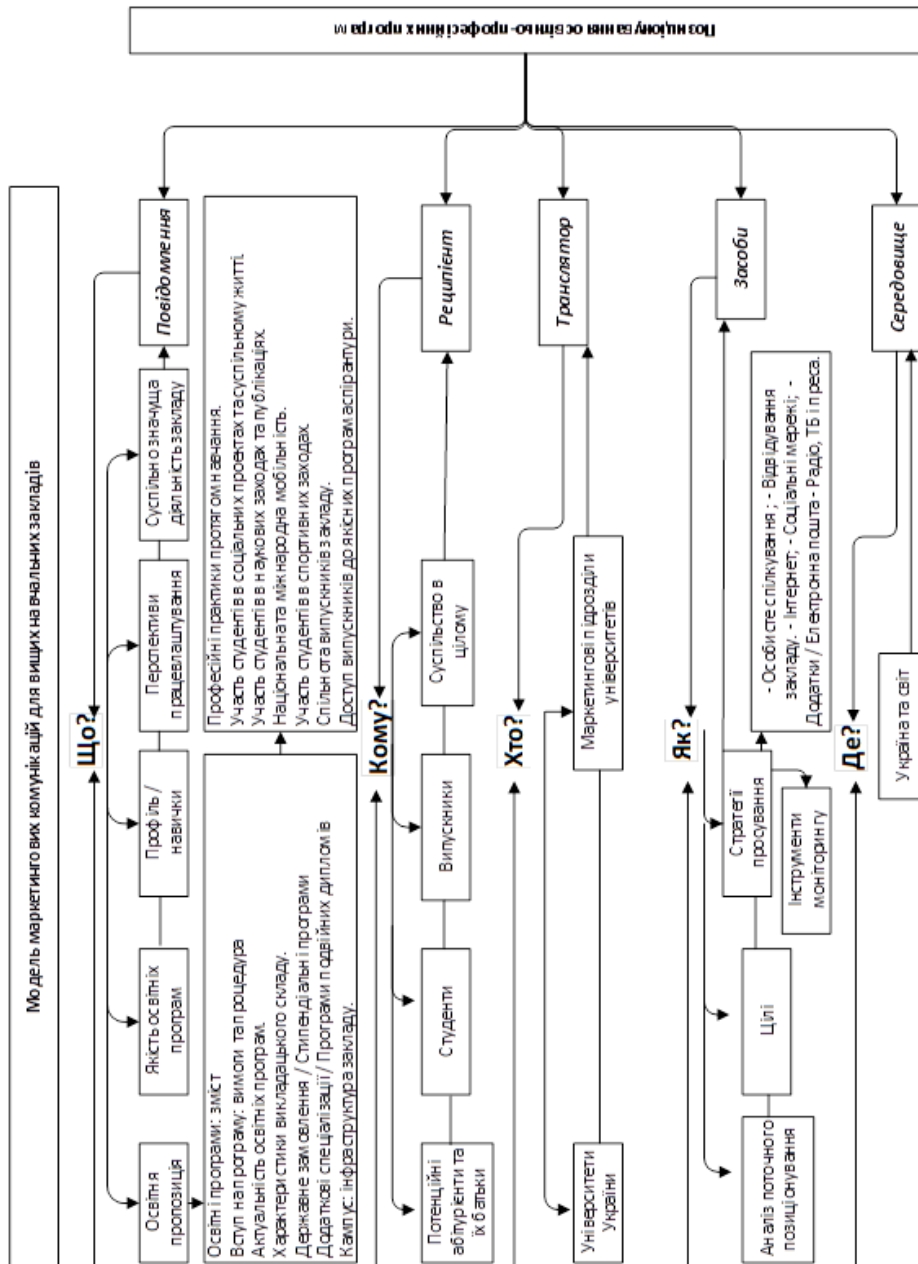 Модель маркетингових комунікацій для вищих навчальних закладів
Що?
Освітня
пропозиція
Якість освітніх
програм
Профіль /
навички
Перспективи
працевлаштування
Суспільно значуща
діяльність закладу
Повідомлення
Освітні програми: зміст
Вступ на програму: вимоги та процедура
Актуальність освітніх програм.
Характеристики викладацького складу.
Державне замовлення / Стипендіальні програми
Додаткові спеціалізації / Програми подвійних дипломів
Кампус: інфраструктура закладу.
Професійні практики протягом навчання.
Участь студентів в соціальних проектах та суспільному житті.
Участь студентів в наукових заходах та публікаціях.
Національна та міжнародна мобільність.
Участь студентів в спортивних заходах.
Спільнота випускників закладу.
Доступ випускників до якісних програм аспірантури.
Кому?
Потенційні
абітурієнти та
їх батьки
Студенти
Випускники
Суспільство в
цілому
Реципієнт
Хто?
Університети
України
Маркетингові підрозділи
університетів
Транслятор
Як?
Аналіз поточного
позиціонування
Цілі
Стратегії
просування
Інструменти
моніторингу
- Особисте спілкування; - Відвідування
закладу. - Інтернет; - Соціальні мережі; -
Додатки / Електронна пошта - Радіо, ТБ і преса.
Засоби
Де?
Україна та світ
Середовище
Позиціонування освітньо-професійних програм